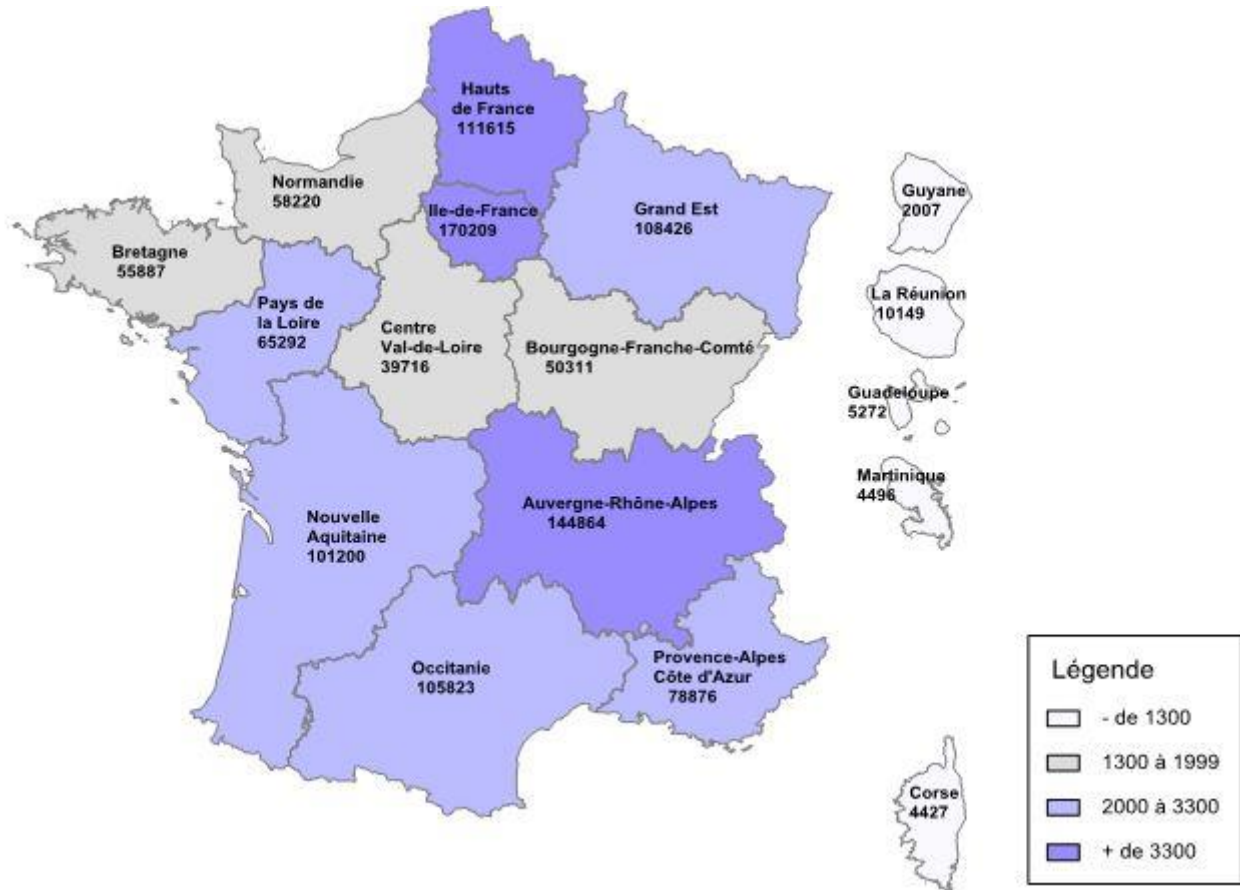 Hauts
de France
111615
Normandie
58220
Ile-de-France
170209
Grand Est
108426
Guyane
2007
Bretagne
55887
La Réunion
10149
Pays de
la Loire
65292
Centre
Val-de-Loire
39716
Bourgogne-Franche-Comté
50311
Guadeloupe
5272
Martinique
4496
Auvergne-Rhône-Alpes
144864
Nouvelle
Aquitaine
101200
Occitanie
105823
Provence-Alpes
Côte d'Azur
78876
Corse
4427
Légende
- de 1300
1300 à 1999
2000 à 3300
+ de 3300